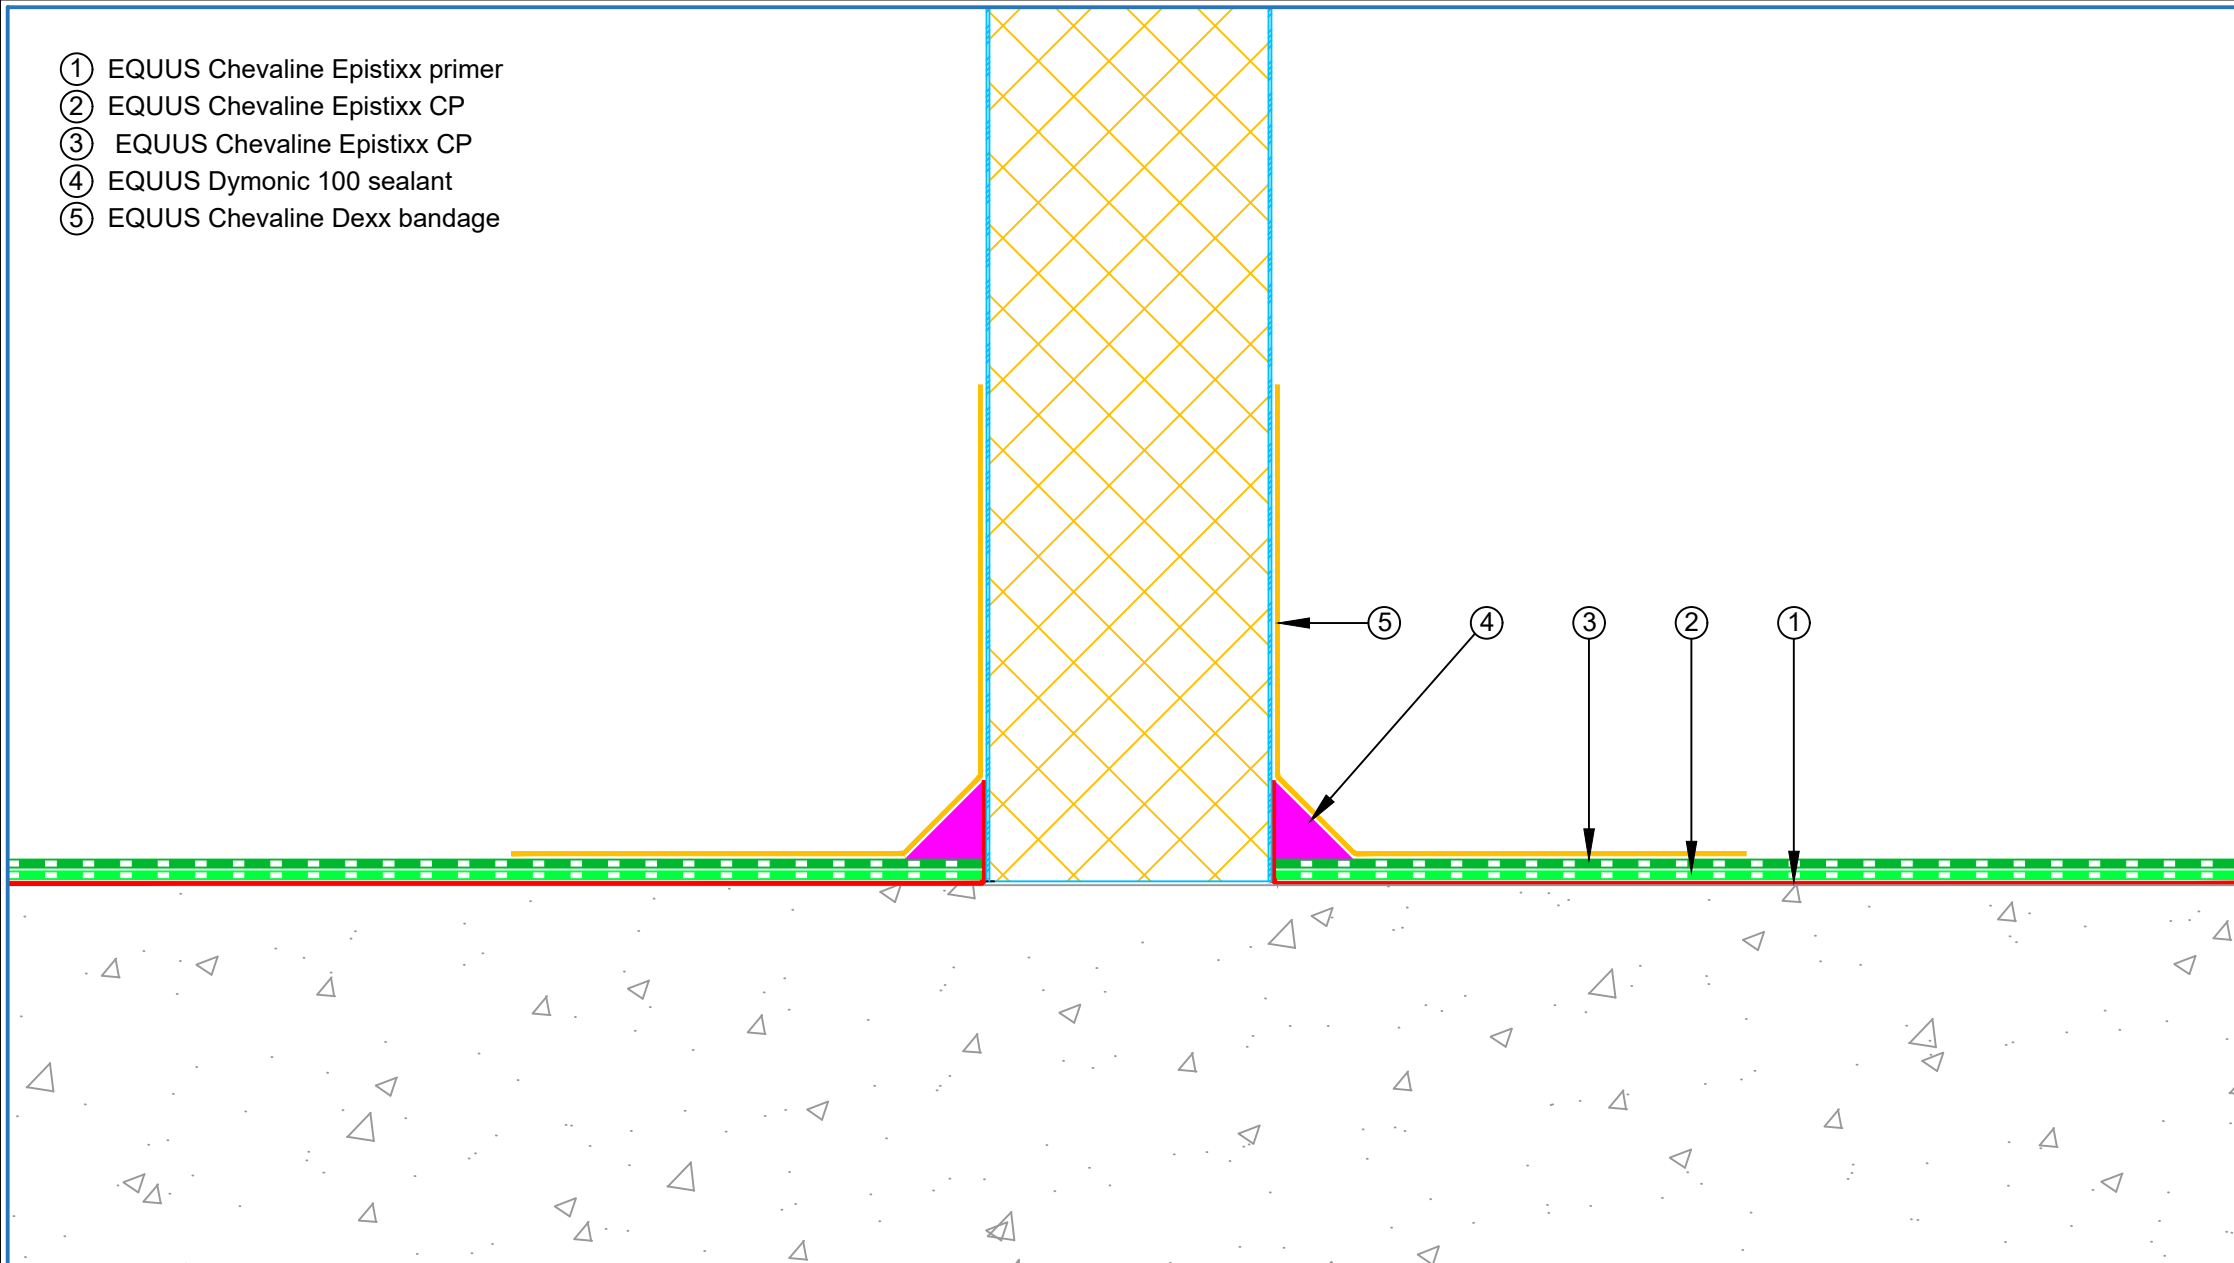 1 EQUUS Chevaline Epistixx primer
2 EQUUS Chevaline Epistixx CP
3 EQUUS Chevaline Epistixx CP
4 EQUUS Dymonic 100 sealant
5 EQUUS Chevaline Dexx bandage
5 4 3 2 1